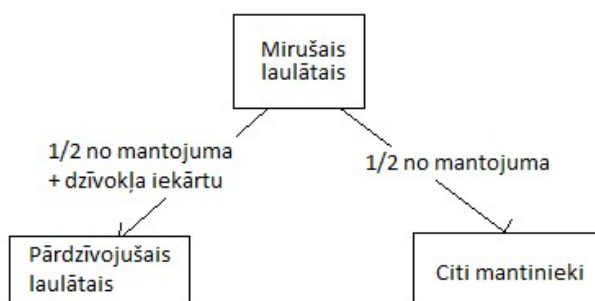 Mirušais
laulātais
1/2 no mantojuma
+ dzīvokļa iekārtu
1/2 no mantojuma
Pārdzīvojušais
laulātais
Citi mantinieki